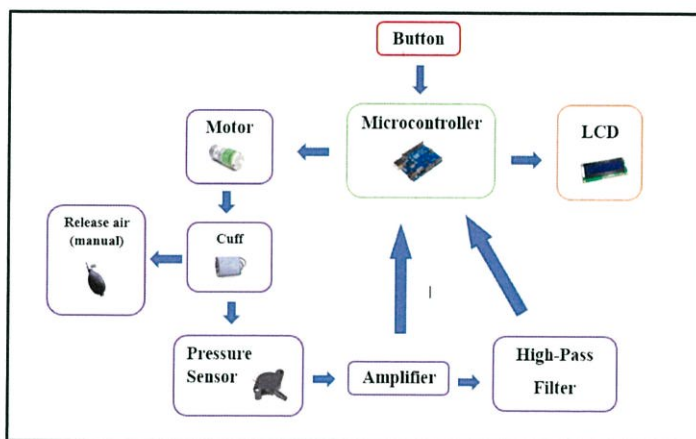 Button
Motor
Microcontroller
LCD
Release air
(manual)
Cuff
Pressure
Sensor
Amplifier
High-Pass
Filter